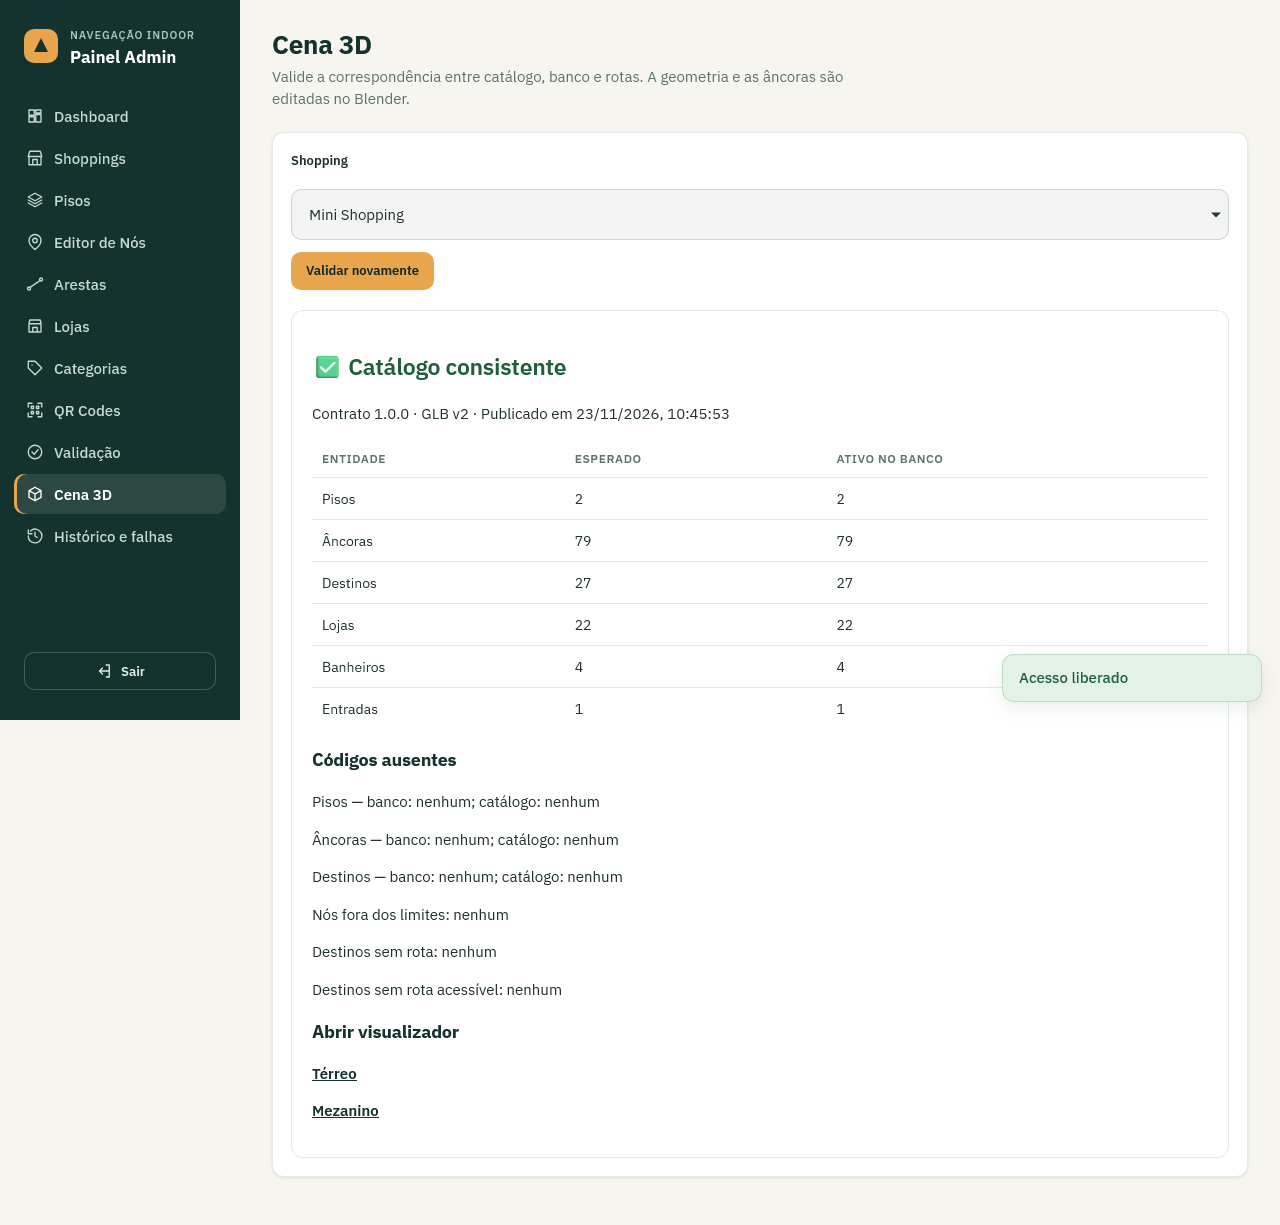 NAVEGAÇÃO INDOOR
Painel Admin
Dashboard
Shoppings
Pisos
Editor de Nós
Arestas
Lojas
Categorias
QR Codes
Validação
Cena 3D
Histórico e falhas
Sair
Cena 3D
Valide a correspondência entre catálogo, banco e rotas. A geometria e as âncoras são
editadas no Blender.
Shopping
Mini Shopping
Validar novamente
✅ Catálogo consistente
Contrato 1.0.0 · GLB v2 · Publicado em 23/11/2026, 10:45:53
ENTIDADE ESPERADO ATIVO NO BANCO
Pisos 2 2
Âncoras 79 79
Destinos 27 27
Lojas 22 22
Banheiros 4 4
Acesso liberado
Entradas 1 1
Códigos ausentes
Pisos — banco: nenhum; catálogo: nenhum
Âncoras — banco: nenhum; catálogo: nenhum
Destinos — banco: nenhum; catálogo: nenhum
Nós fora dos limites: nenhum
Destinos sem rota: nenhum
Destinos sem rota acessível: nenhum
Abrir visualizador
Térreo
Mezanino